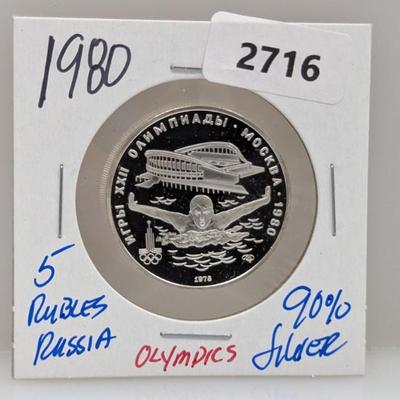 1980
2716
ИГРЫ XXII ОЛИМПИАДЫ · МОСКВА · 1980
1978
5
RUBLES
RUSSIA
OLYMPICS
90%
SILVER